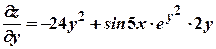 ∂z/∂y = −24y² + sin5x · e^{y²} · 2y